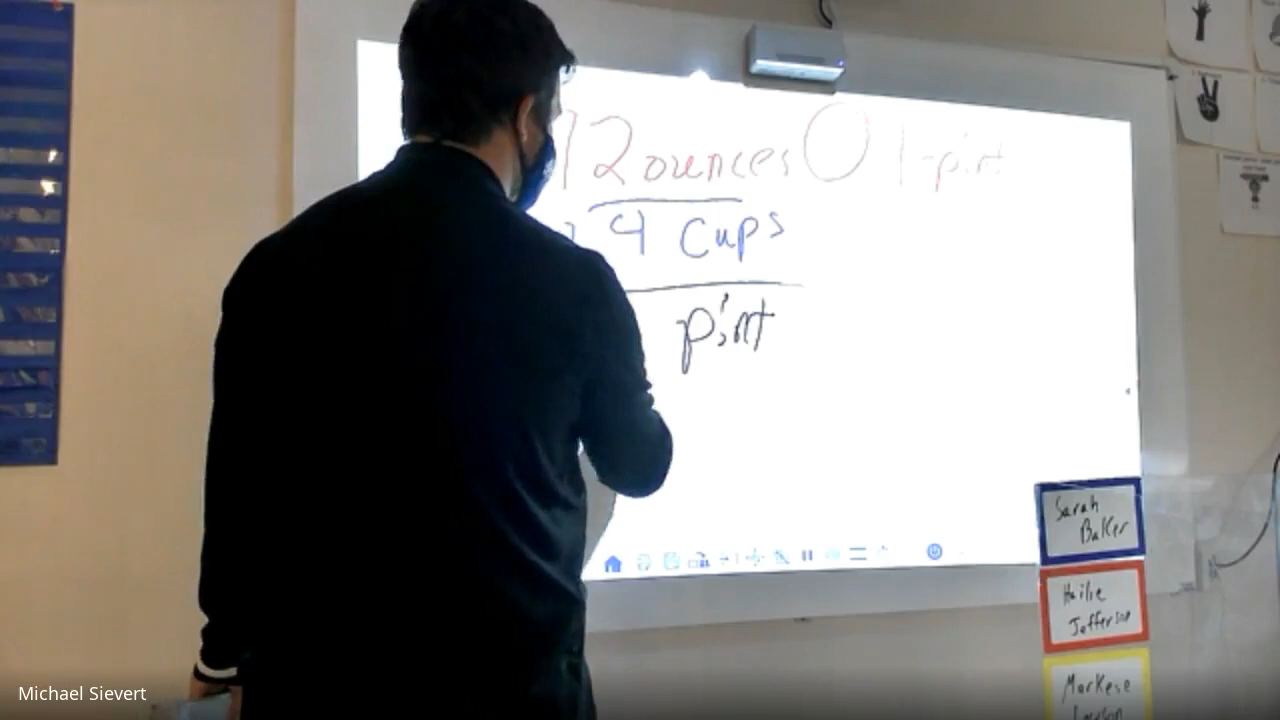 12 ounces O 1-pint
4 cups
pint
Sarah
Baker
Hailie
Jefferson
Markese
Michael Sievert